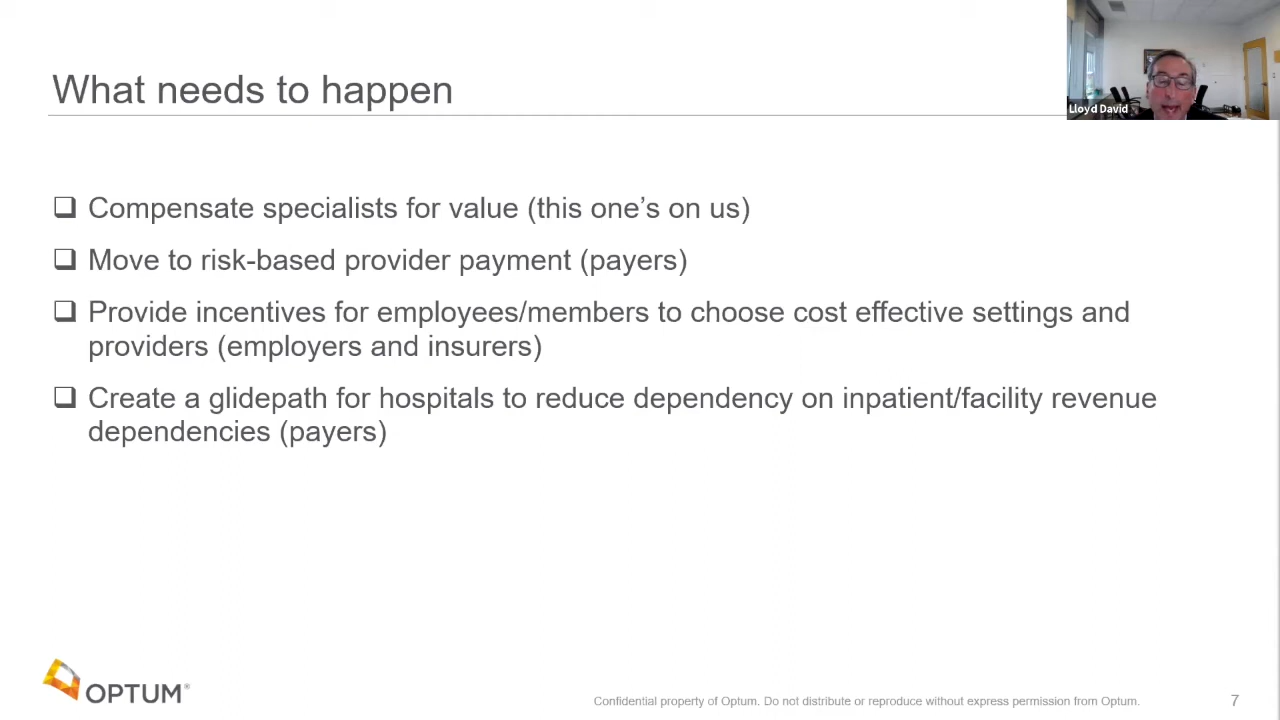 What needs to happen
Lloyd David
❑ Compensate specialists for value (this one’s on us)
❑ Move to risk-based provider payment (payers)
❑ Provide incentives for employees/members to choose cost effective settings and
providers (employers and insurers)
❑ Create a glidepath for hospitals to reduce dependency on inpatient/facility revenue
dependencies (payers)
OPTUM®
Confidential property of Optum. Do not distribute or reproduce without express permission from Optum.
7